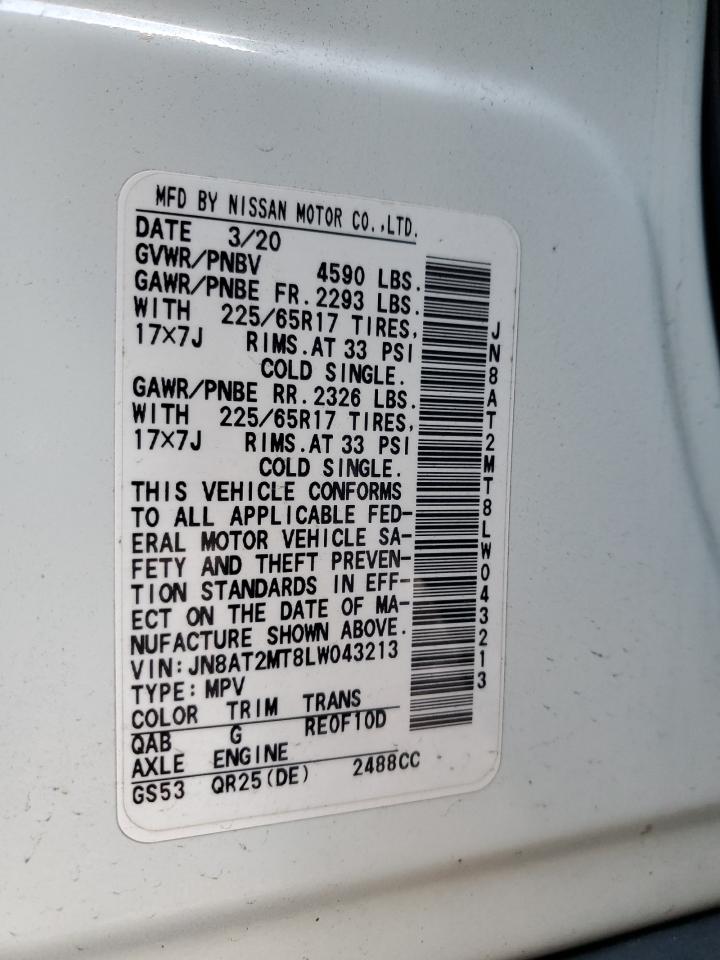 MFD BY NISSAN MOTOR CO.,LTD.
DATE 3/20
GVWR/PNBV 4590 LBS.
GAWR/PNBE FR. 2293 LBS.
WITH 225/65R17 TIRES,
17×7J RIMS.AT 33 PSI
COLD SINGLE.
GAWR/PNBE RR. 2326 LBS.
WITH 225/65R17 TIRES,
17×7J RIMS.AT 33 PSI
COLD SINGLE.
THIS VEHICLE CONFORMS
TO ALL APPLICABLE FED-
ERAL MOTOR VEHICLE SA-
FETY AND THEFT PREVEN-
TION STANDARDS IN EFF-
ECT ON THE DATE OF MA-
NUFACTURE SHOWN ABOVE.
VIN:JN8AT2MT8LW043213
TYPE:MPV
COLOR TRIM TRANS
QAB G RE0F10D
AXLE ENGINE
GS53 QR25(DE) 2488CC
JN8AT2MT8LW043213